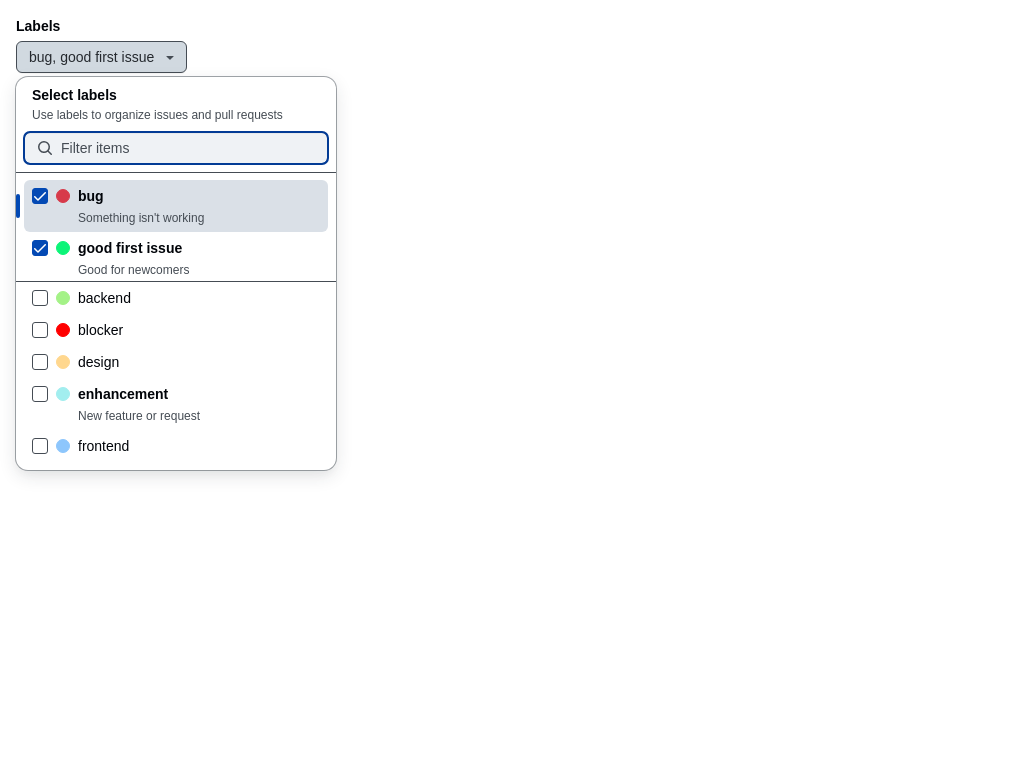 Labels
bug, good first issue
Select labels
Use labels to organize issues and pull requests
Filter items
bug
Something isn't working
good first issue
Good for newcomers
backend
blocker
design
enhancement
New feature or request
frontend